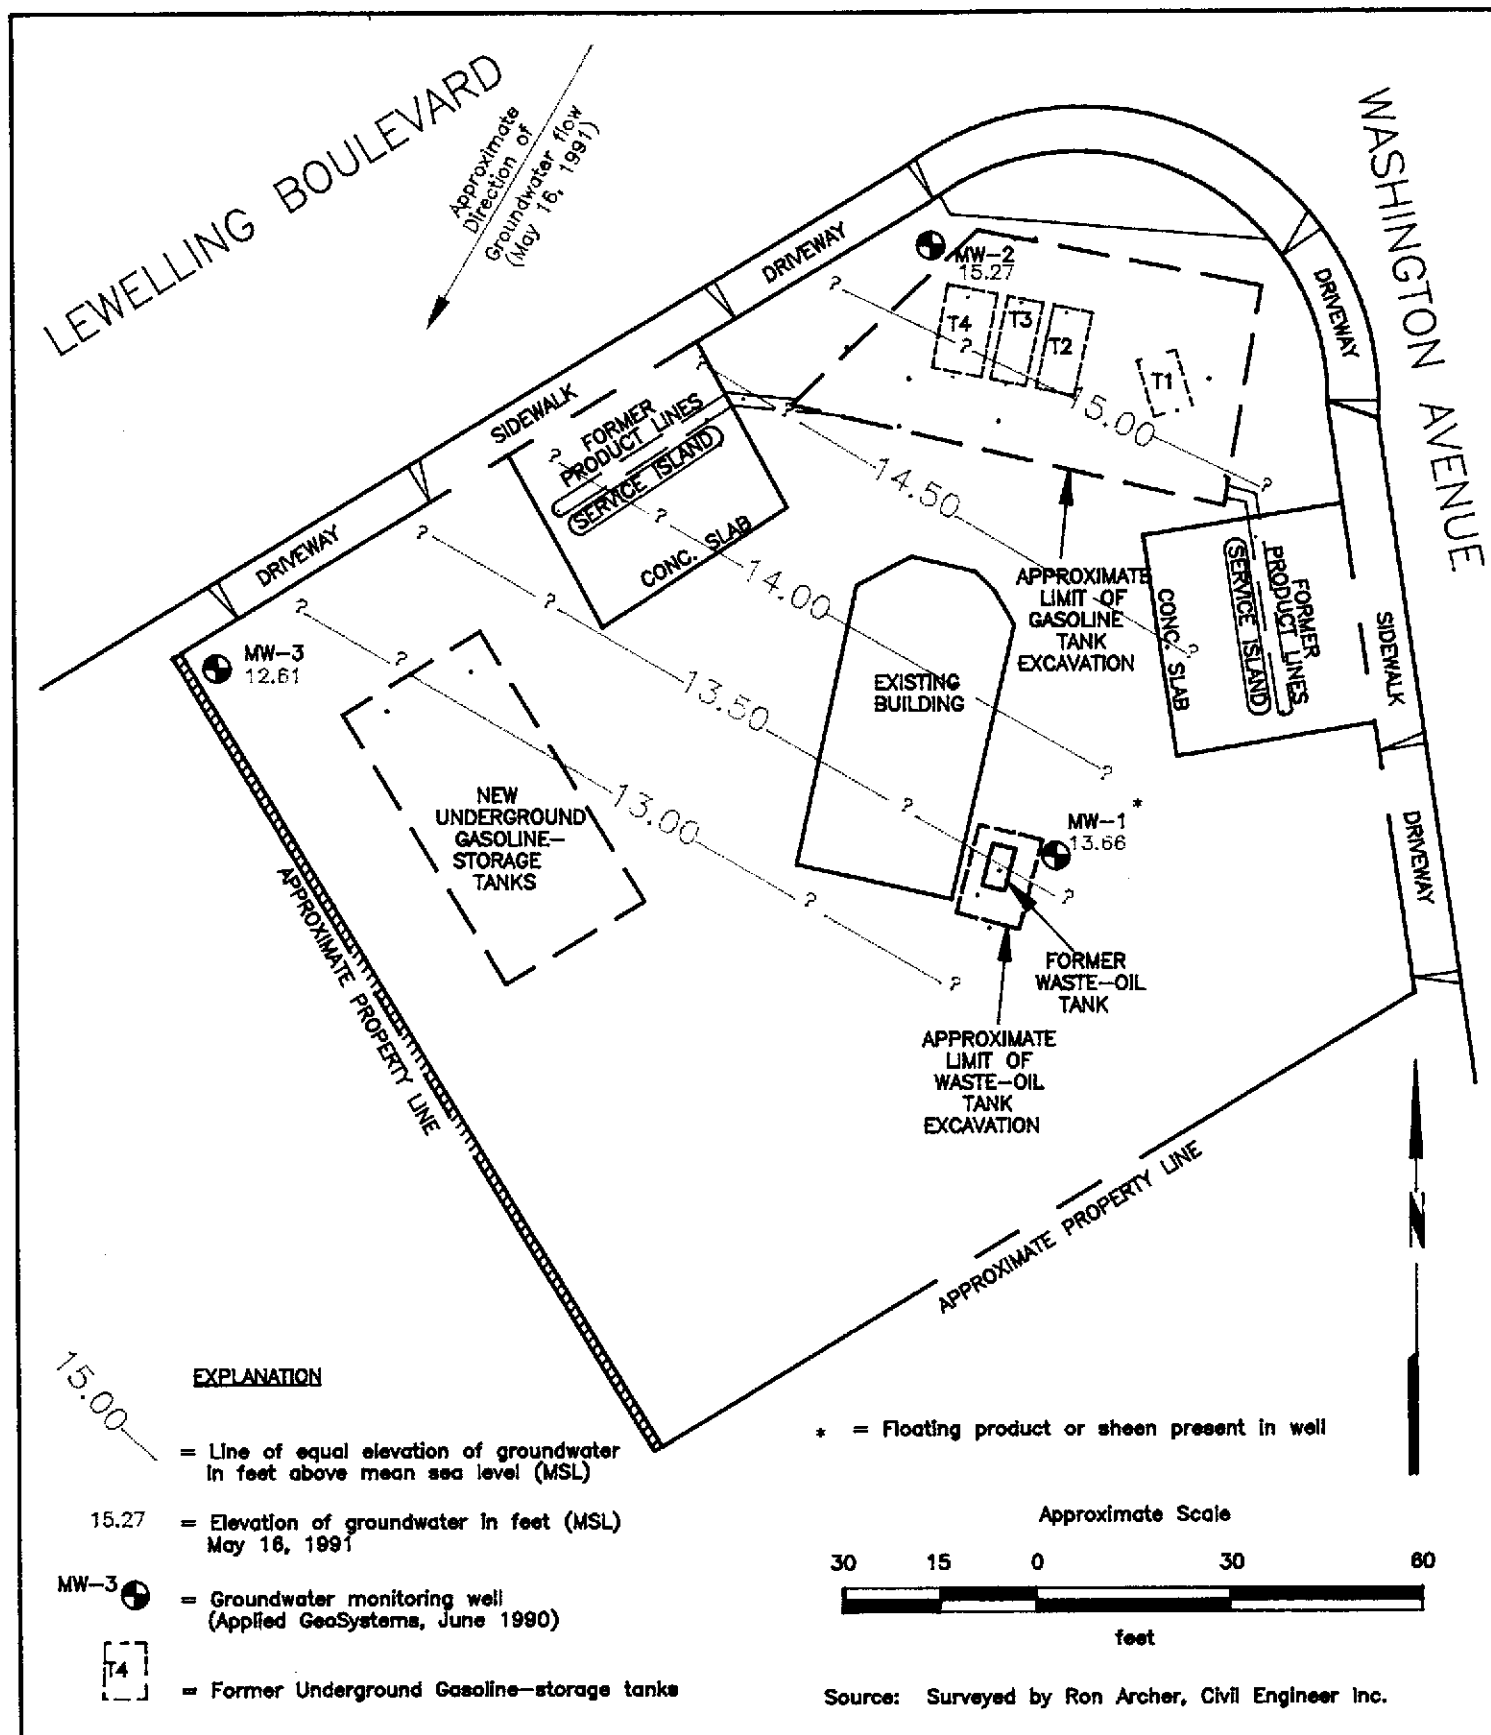 LEWELLING BOULEVARD
Approximate
Direction of
Groundwater flow
(May 16, 1991)
WASHINGTON AVENUE
DRIVEWAY
DRIVEWAY
MW-2
15.27
T4
T3
T2
T1
?
?
?
15.00
?
SIDEWALK
FORMER
PRODUCT LINES
SERVICE ISLAND
CONC. SLAB
?
?
14.50
?
?
?
?
14.00
?
DRIVEWAY
?
?
13.50
?
?
?
?
13.00
?
?
MW-3
12.61
APPROXIMATE
LIMIT OF
GASOLINE
TANK
EXCAVATION
EXISTING
BUILDING
CONC. SLAB
SERVICE ISLAND
PRODUCT LINES
FORMER
SIDEWALK
DRIVEWAY
NEW
UNDERGROUND
GASOLINE-
STORAGE
TANKS
MW-1 *
13.66
FORMER
WASTE-OIL
TANK
APPROXIMATE
LIMIT OF
WASTE-OIL
TANK
EXCAVATION
APPROXIMATE PROPERTY LINE
APPROXIMATE PROPERTY LINE
N
EXPLANATION
15.00
= Line of equal elevation of groundwater
in feet above mean sea level (MSL)
15.27 = Elevation of groundwater in feet (MSL)
May 16, 1991
MW-3 = Groundwater monitoring well
(Applied GeoSystems, June 1990)
T4
= Former Underground Gasoline-storage tanks
* = Floating product or sheen present in well
Approximate Scale
30 15 0 30 60
feet
Source: Surveyed by Ron Archer, Civil Engineer Inc.